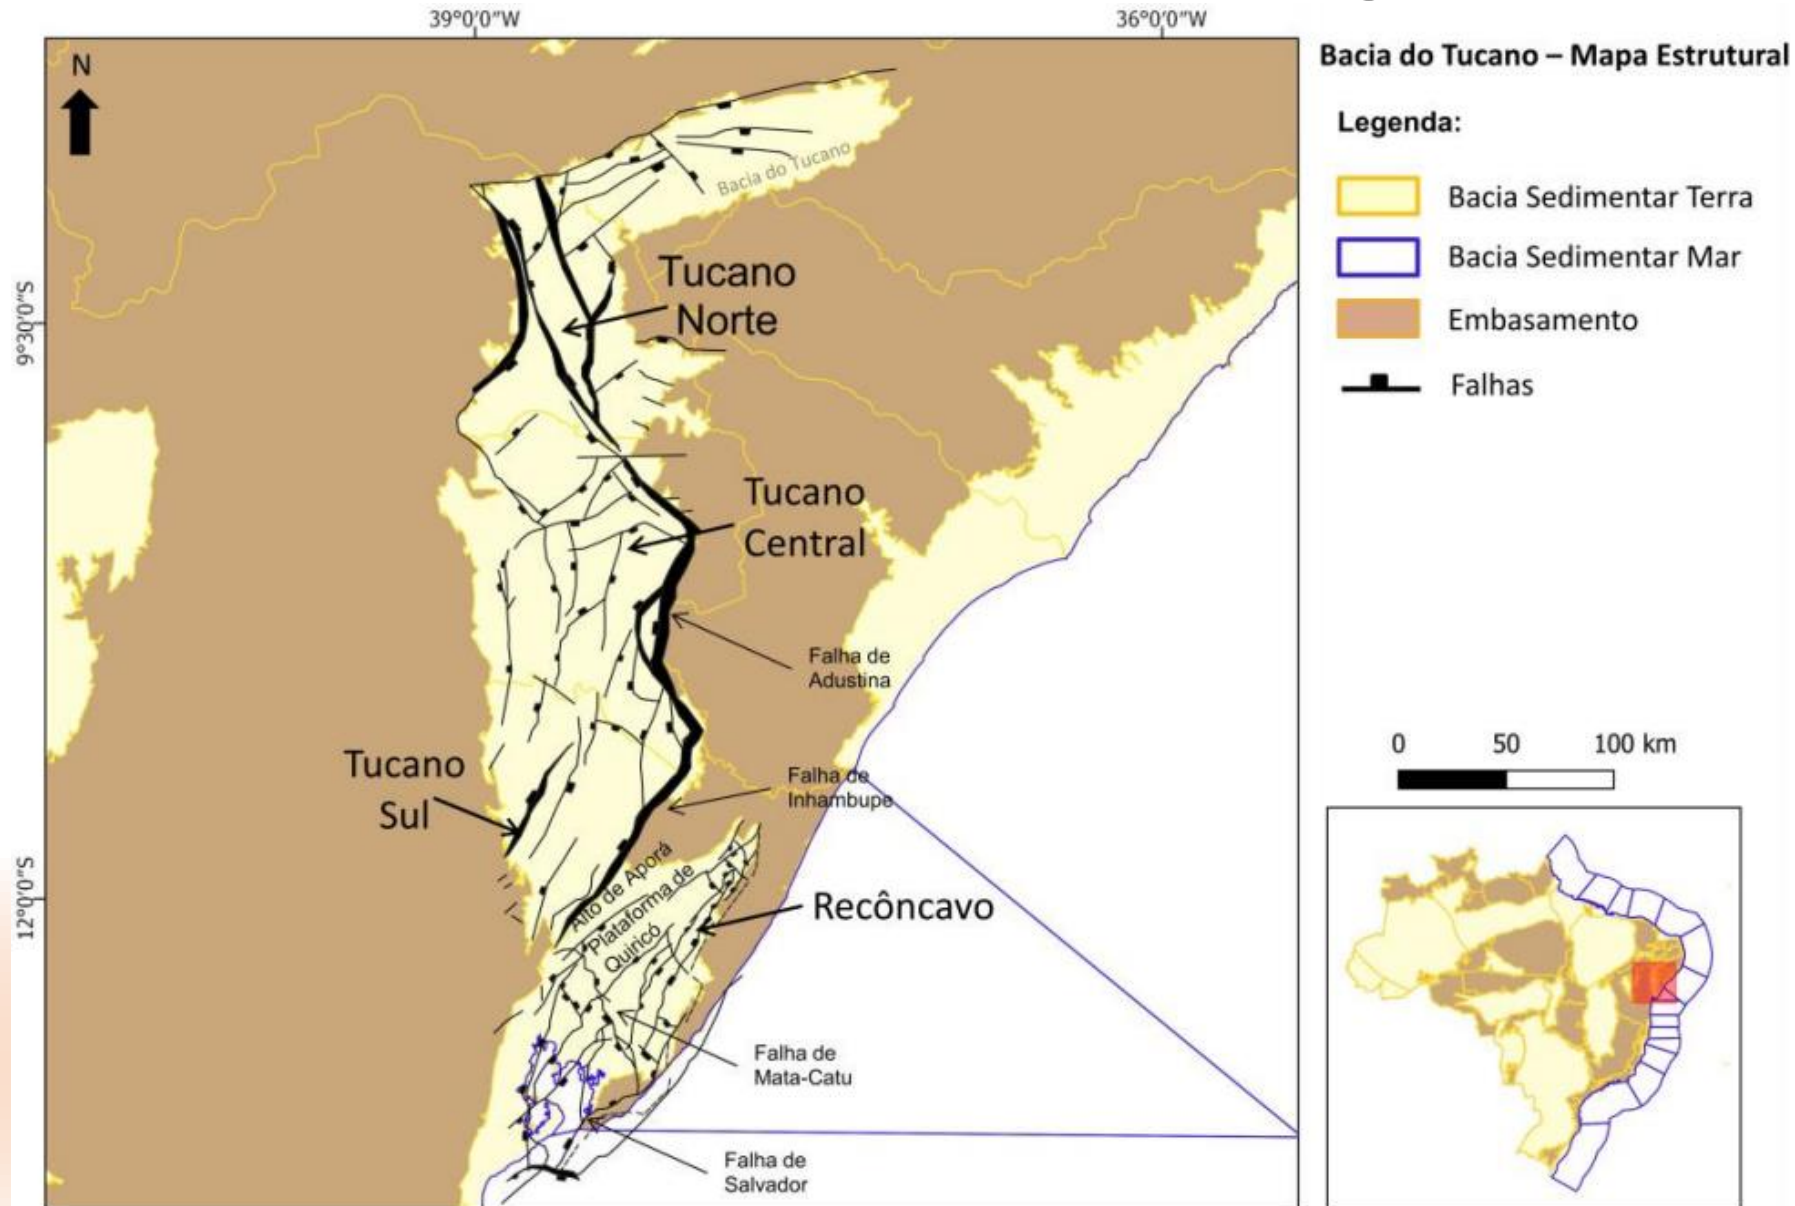 39°0'0"W
36°0'0"W
Bacia do Tucano – Mapa Estrutural
N
Legenda:
Bacia Sedimentar Terra
Bacia Sedimentar Mar
Embasamento
Falhas
Bacia do Tucano
9°30'0"S
Tucano
Norte
Tucano
Central
Falha de
Adustina
Tucano
Sul
Falha de
Inhambupe
0 50 100 km
12°0'0"S
Alto de Aporá
Plataforma de
Quiricó
Recôncavo
Falha de
Mata-Catu
Falha de
Salvador